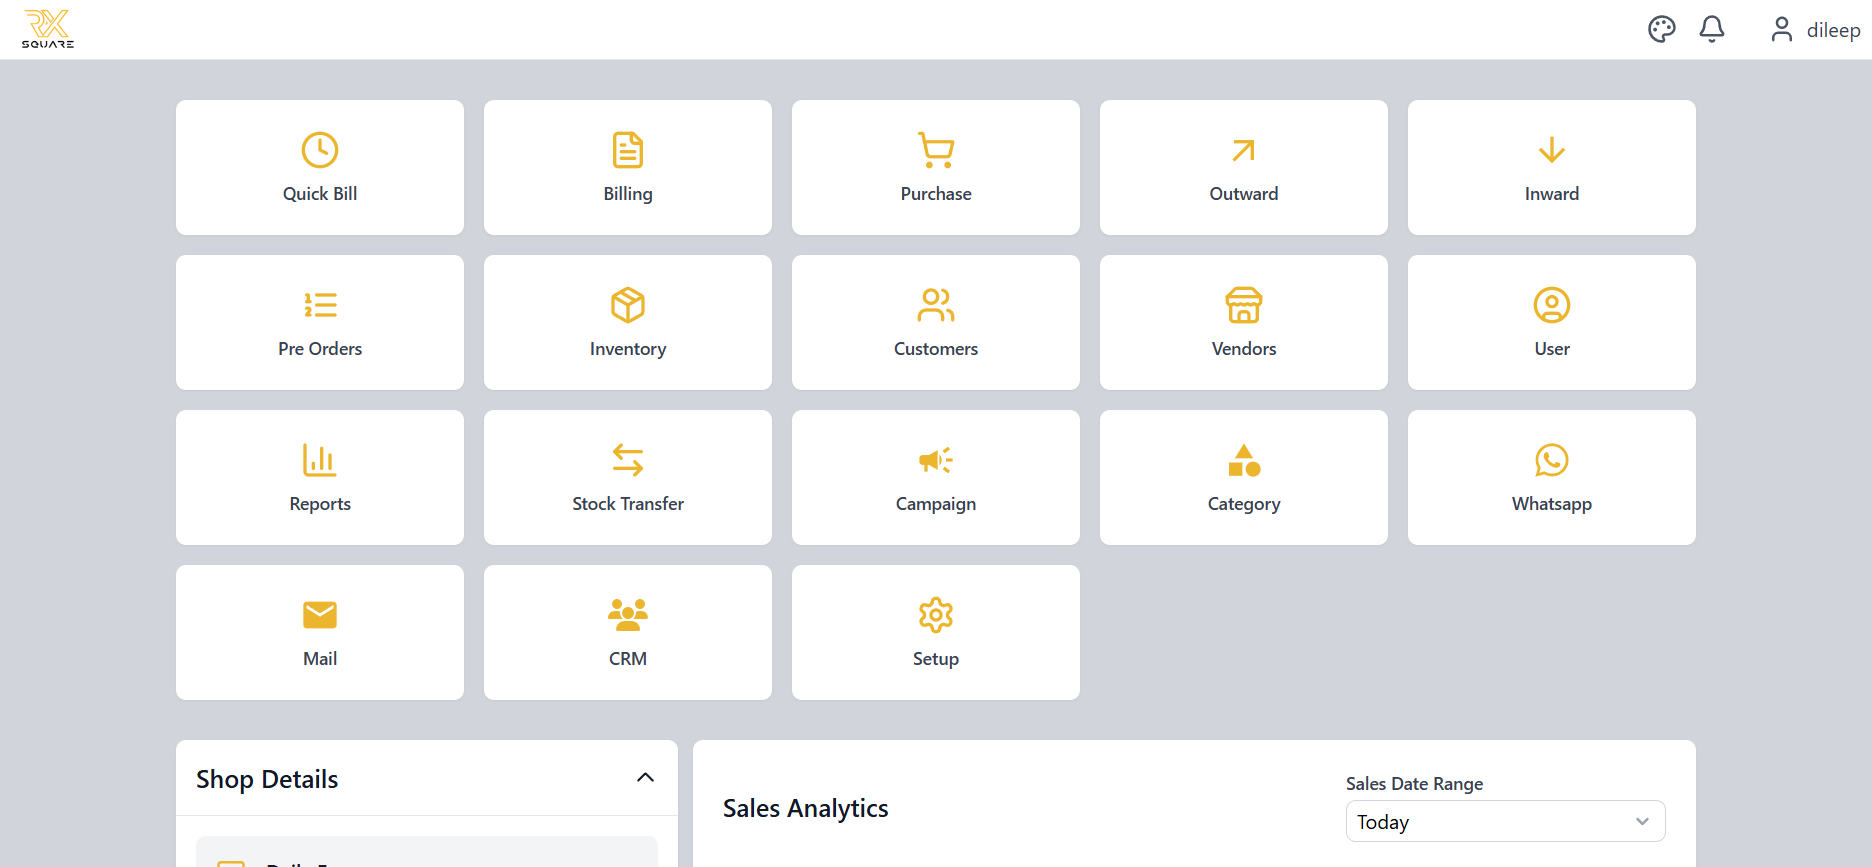 RX
SQUARE
dileep
Quick Bill
Billing
Purchase
Outward
Inward
Pre Orders
Inventory
Customers
Vendors
User
Reports
Stock Transfer
Campaign
Category
Whatsapp
Mail
CRM
Setup
Shop Details
Sales Analytics
Sales Date Range
Today